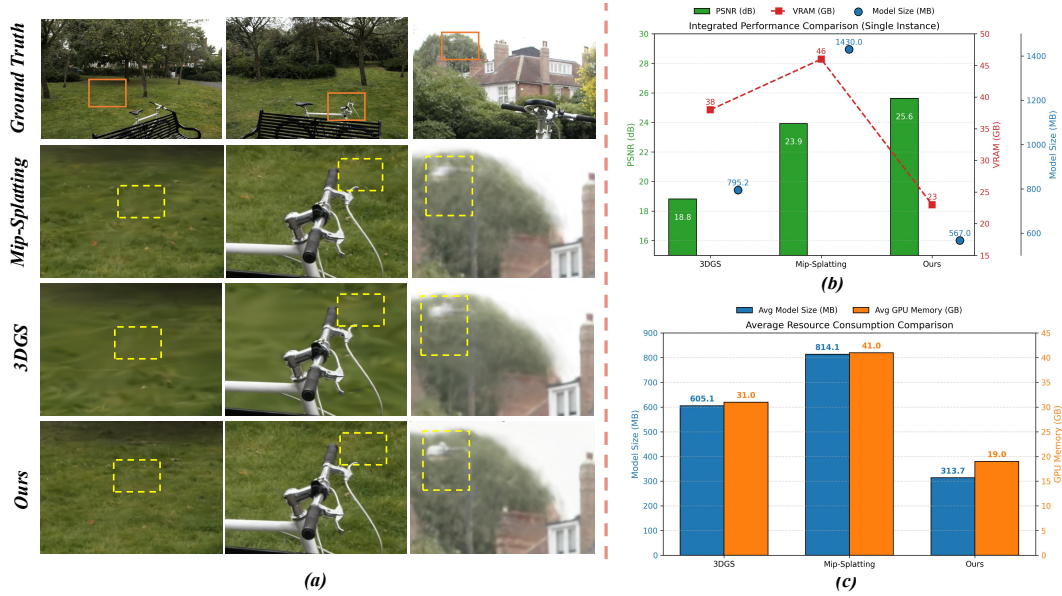 Ground Truth
Mip-Splatting
3DGS
Ours
(a)
PSNR (dB)
VRAM (GB)
Model Size (MB)
Integrated Performance Comparison (Single Instance)
30
28
26
24
22
20
18
16
PSNR (dB)
18.8
23.9
25.6
38
46
23
795.2
1430.0
567.0
50
45
40
35
30
25
20
15
VRAM (GB)
1400
1200
1000
800
600
Model Size (MB)
3DGS
Mip-Splatting
Ours
(b)
Avg Model Size (MB)
Avg GPU Memory (GB)
Average Resource Consumption Comparison
900
800
700
600
500
400
300
200
100
0
Model Size (MB)
605.1
31.0
814.1
41.0
313.7
19.0
45
40
35
30
25
20
15
10
5
0
GPU Memory (GB)
3DGS
Mip-Splatting
Ours
(c)